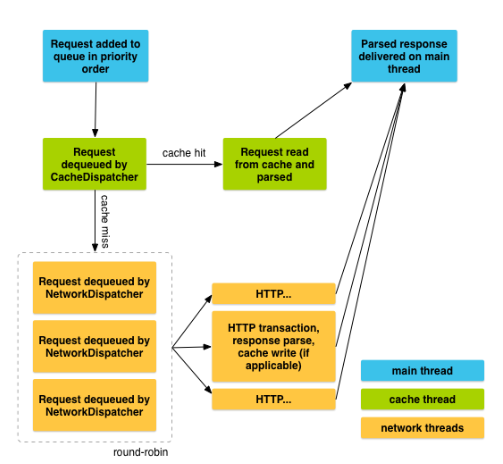 Request added to
queue in priority
order
Parsed response
delivered on main
thread
Request
dequeued by
CacheDispatcher
cache hit
Request read
from cache and
parsed
cache miss
Request dequeued by
NetworkDispatcher
Request dequeued by
NetworkDispatcher
Request dequeued by
NetworkDispatcher
round-robin
HTTP...
HTTP transaction,
response parse,
cache write (if
applicable)
HTTP...
main thread
cache thread
network threads